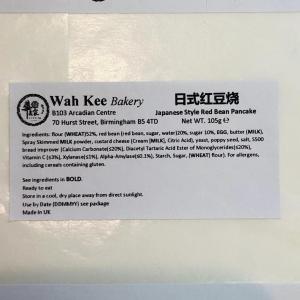 Wah Kee Bakery
B103 Arcadian Centre
70 Hurst Street, Birmingham B5 4TD
日式红豆烧
Japanese Style Red Bean Pancake
Net Wt. 105g ℮
Ingredients: flour (WHEAT)52%, red bean (red bean, sugar, water)20%, sugar 10%, EGG, butter (MILK),
Spray Skimmed MILK powder, custard cheese (Cream [MILK], Citric Acid), yeast, poppy seed, salt, S500
bread improver (Calcium Carbonate(≤20%), Diacetyl Tartaric Acid Ester of Monoglycerides(≤20%),
Vitamin C (≤3%), Xylanase(≤1%), Alpha-Amylase(≤0.1%), Starch, Sugar, (WHEAT) flour). For allergens,
including cereals containing gluten.
See ingredients in BOLD.
Ready to eat
Store in a cool, dry place away from direct sunlight.
Use by Date (DDMMYY) see package
Made in UK